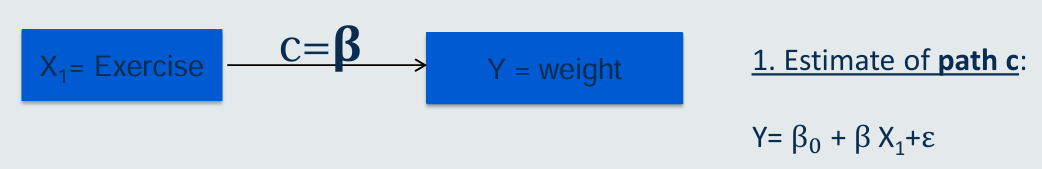 c=β
X₁= Exercise
Y = weight
1. Estimate of path c:
Y= β₀ + β X₁+ε